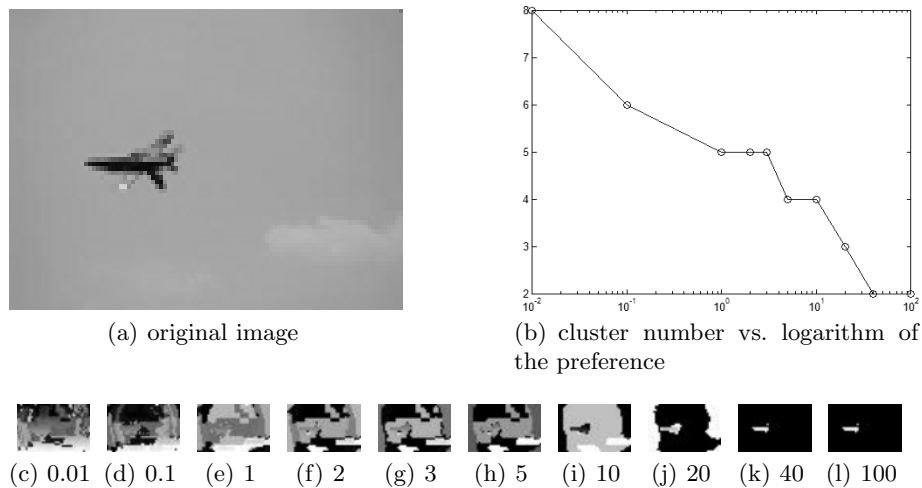 8
7
6
5
4
3
2
10^-2 10^-1 10^0 10^1 10^2
(a) original image
(b) cluster number vs. logarithm of
the preference
(c) 0.01 (d) 0.1 (e) 1 (f) 2 (g) 3 (h) 5 (i) 10 (j) 20 (k) 40 (l) 100